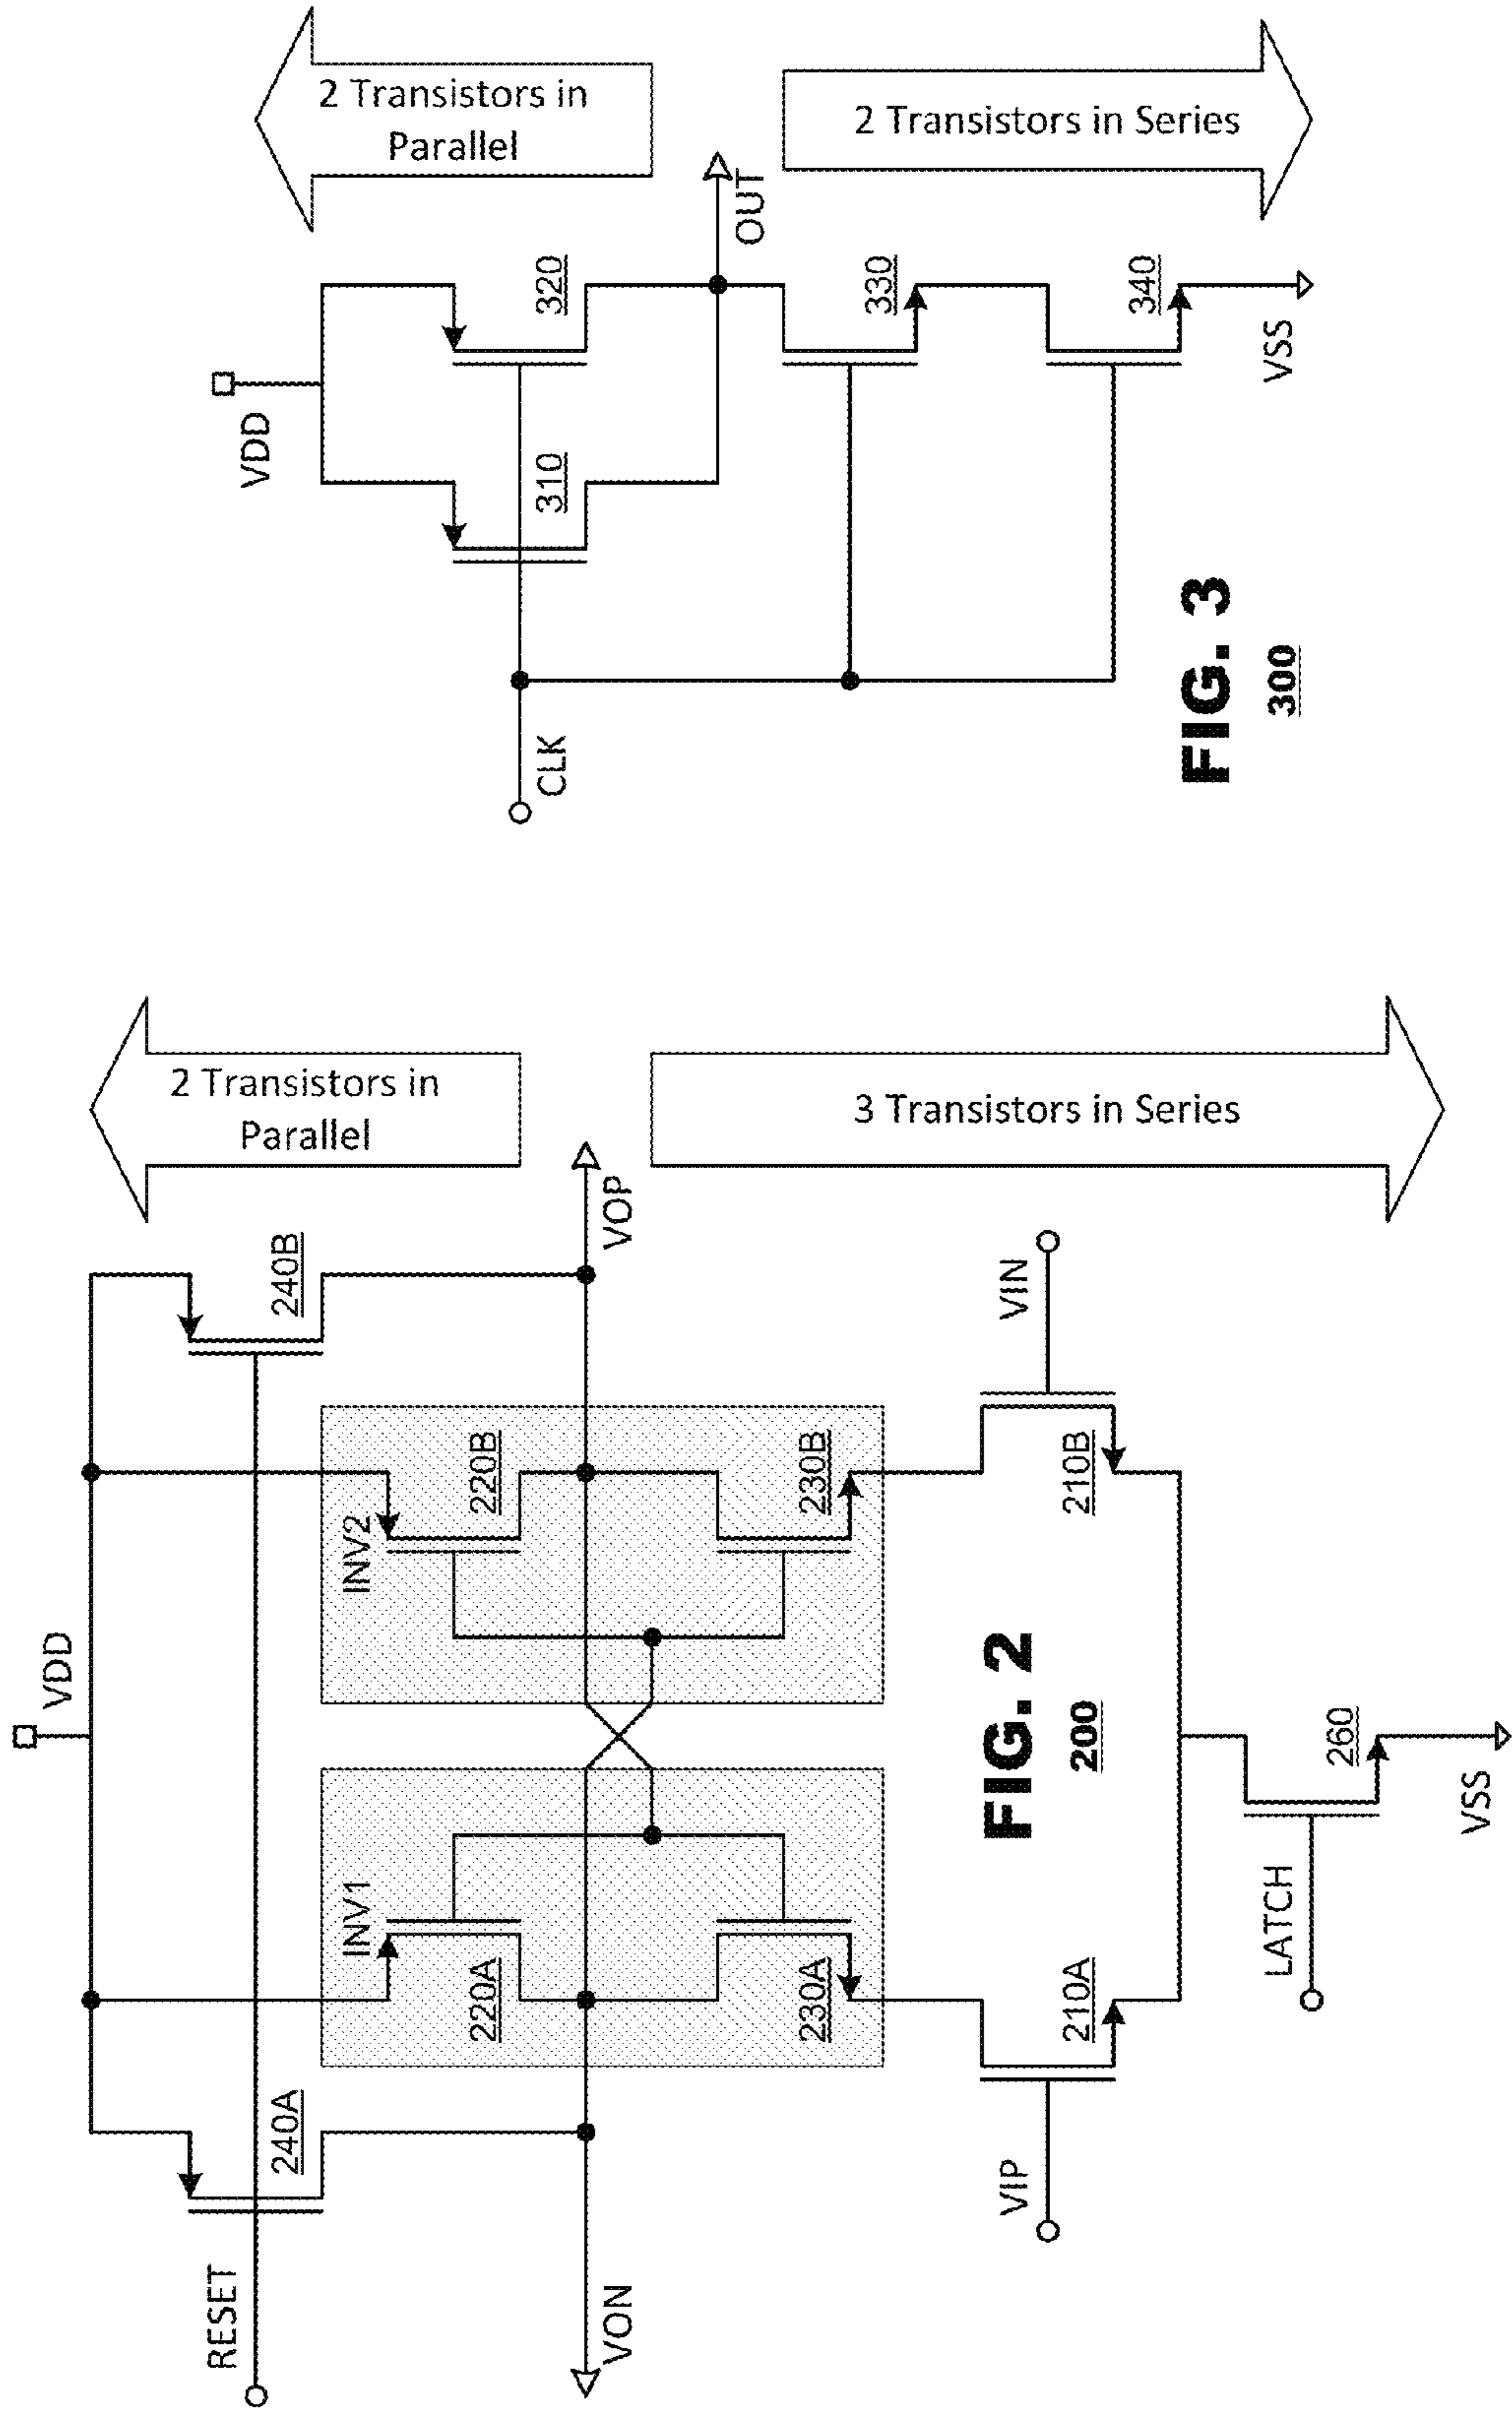 VDD
RESET
240A
240B
INV1
INV2
220A
220B
VON
VOP
230A
230B
VIP
VIN
210A
210B
LATCH
260
VSS
2 Transistors in
Parallel
3 Transistors in Series
FIG. 2
200
VDD
310
320
CLK
OUT
330
340
VSS
2 Transistors in
Parallel
2 Transistors in Series
FIG. 3
300